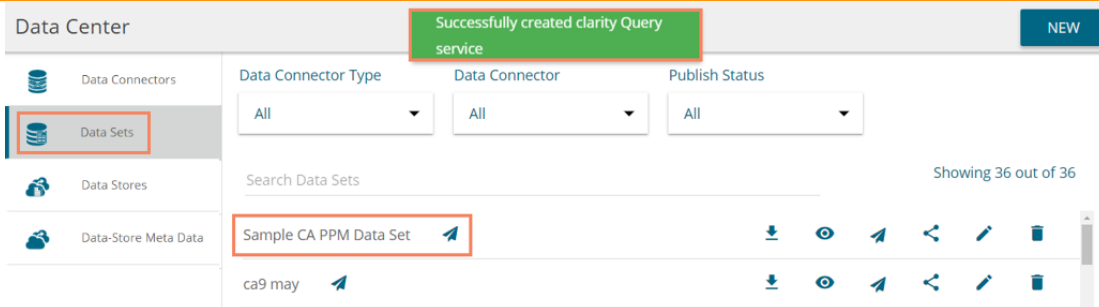 Data Center
Successfully created clarity Query
service
NEW
Data Connectors
Data Sets
Data Stores
Data-Store Meta Data
Data Connector Type
Data Connector
Publish Status
All
All
All
Search Data Sets
Showing 36 out of 36
Sample CA PPM Data Set
ca9 may